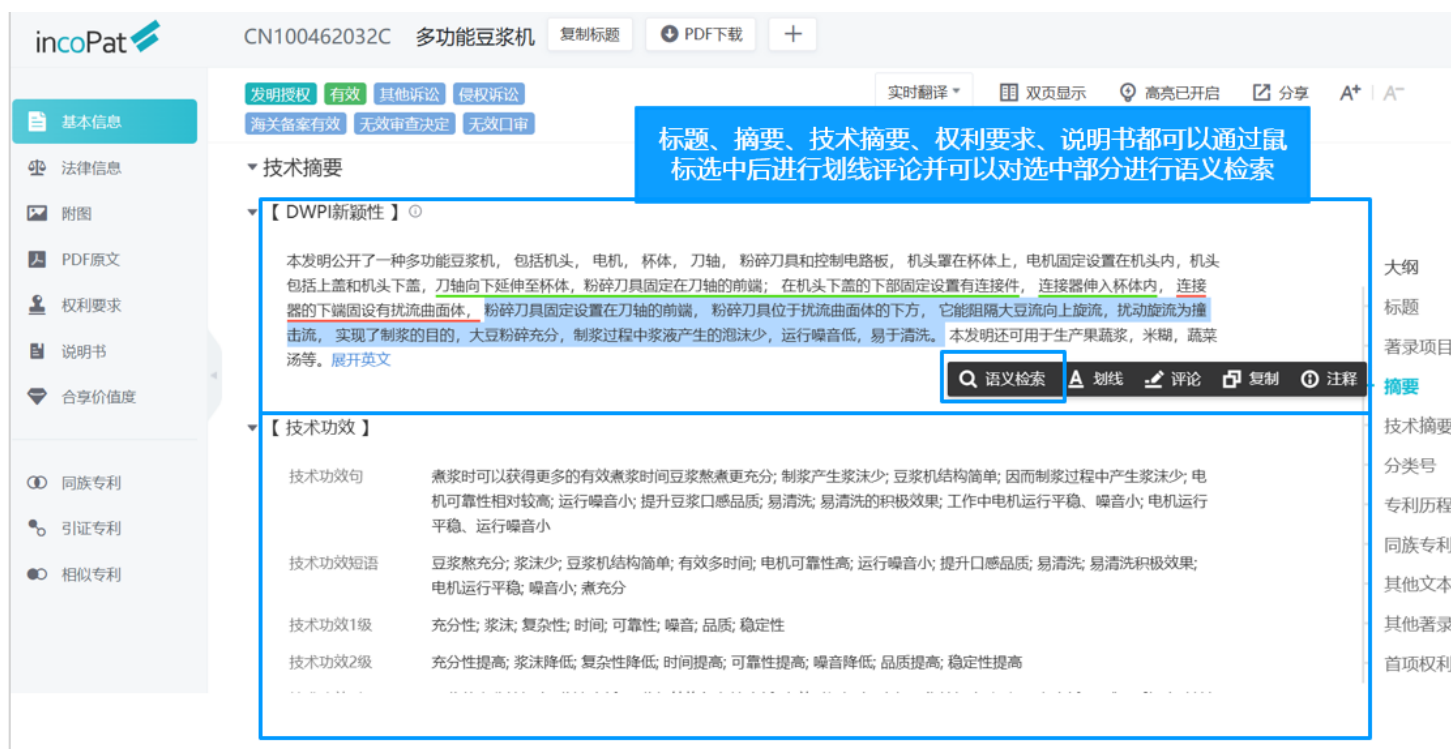 incoPat
CN100462032C 多功能豆浆机 复制标题 PDF下载
发明授权 有效 其他诉讼 侵权诉讼
海关备案有效 无效审查决定 无效口审
实时翻译 双页显示 高亮已开启 分享 A+ A-
标题、摘要、技术摘要、权利要求、说明书都可以通过鼠
标选中后进行划线评论并可以对选中部分进行语义检索
基本信息
法律信息
附图
PDF原文
权利要求
说明书
合享价值度
同族专利
引证专利
相似专利
技术摘要
【 DWPI新颖性 】
本发明公开了一种多功能豆浆机, 包括机头, 电机, 杯体, 刀轴, 粉碎刀具和控制电路板, 机头罩在杯体上, 电机固定设置在机头内, 机头
包括上盖和机头下盖, 刀轴向下延伸至杯体, 粉碎刀具固定在刀轴的前端; 在机头下盖的下部固定设置有连接件, 连接器伸入杯体内, 连接
器的下端固设有扰流曲面体, 粉碎刀具固定设置在刀轴的前端, 粉碎刀具位于扰流曲面体的下方, 它能阻隔大豆流向上旋流, 扰动旋流为撞
击流, 实现了制浆的目的, 大豆粉碎充分, 制浆过程中浆液产生的泡沫少, 运行噪音低, 易于清洗。 本发明还可用于生产果蔬浆, 米糊, 蔬菜
汤等。 展开英文
语义检索 A 划线 评论 复制 注释
【 技术功效 】
技术功效句 煮浆时可以获得更多的有效煮浆时间豆浆熬煮更充分; 制浆产生浆沫少; 豆浆机结构简单; 因而制浆过程中产生浆沫少; 电
机可靠性相对较高; 运行噪音小; 提升豆浆口感品质; 易清洗; 易清洗的积极效果; 工作中电机运行平稳、噪音小; 电机运行
平稳、运行噪音小
技术功效短语 豆浆熬充分; 浆沫少; 豆浆机结构简单; 有效多时间; 电机可靠性高; 运行噪音小; 提升口感品质; 易清洗; 易清洗积极效果;
电机运行平稳; 噪音小; 煮充分
技术功效1级 充分性; 浆沫; 复杂性; 时间; 可靠性; 噪音; 品质; 稳定性
技术功效2级 充分性提高; 浆沫降低; 复杂性降低; 时间提高; 可靠性提高; 噪音降低; 品质提高; 稳定性提高
大纲
标题
著录项目
摘要
技术摘要
分类号
专利历程
同族专利
其他文本
其他著录
首项权利